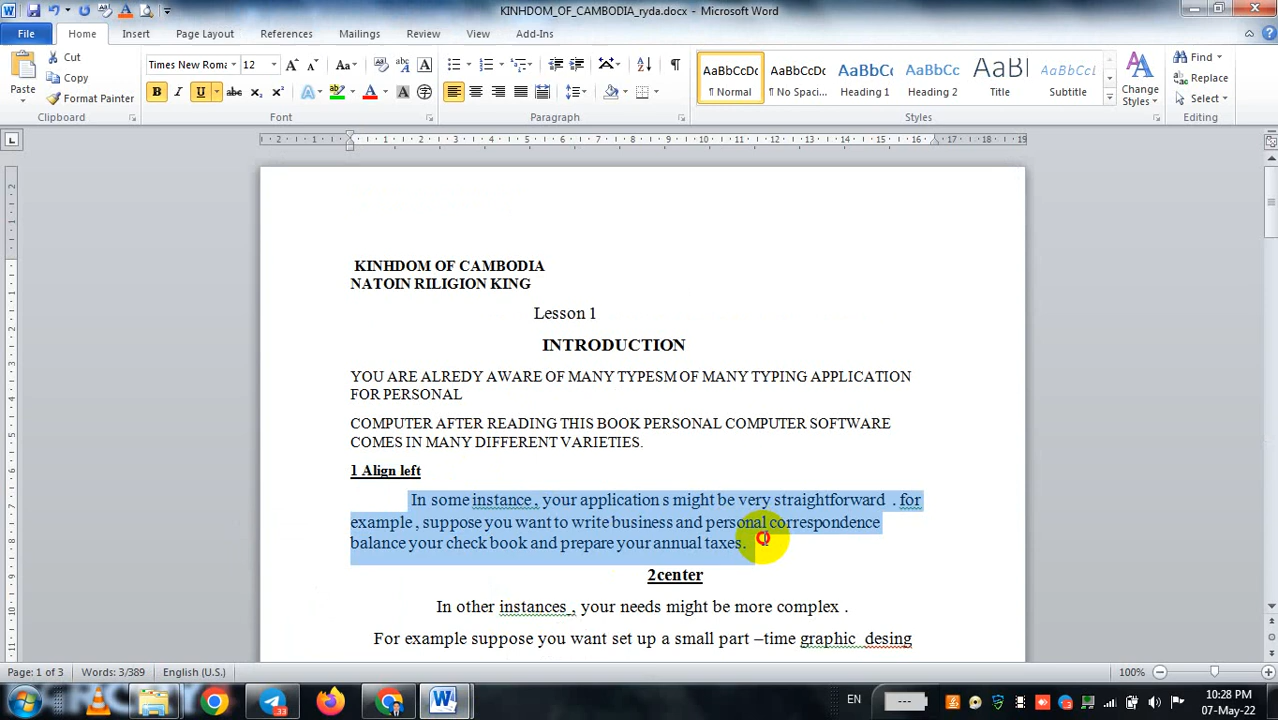 KINHDOM_OF_CAMBODIA_ryda.docx - Microsoft Word
File Home Insert Page Layout References Mailings Review View Add-Ins
Paste
Cut
Copy
Format Painter
Clipboard
Times New Roma 12
Font
Paragraph
AaBbCcDc AaBbCcDc AaBbCc AaBbCc AaBl AaBbCcDc
¶ Normal ¶ No Spaci... Heading 1 Heading 2 Title Subtitle
Change Styles
Styles
Find
Replace
Select
Editing
KINHDOM OF CAMBODIA
NATOIN RILIGION KING
Lesson 1
INTRODUCTION
YOU ARE ALREDY AWARE OF MANY TYPESM OF MANY TYPING APPLICATION
FOR PERSONAL
COMPUTER AFTER READING THIS BOOK PERSONAL COMPUTER SOFTWARE
COMES IN MANY DIFFERENT VARIETIES.
1 Align left
In some instance , your application s might be very straightforward . for
example , suppose you want to write business and personal correspondence
balance your check book and prepare your annual taxes.
2center
In other instances , your needs might be more complex .
For example suppose you want set up a small part –time graphic desing
Page: 1 of 3 Words: 3/389 English (U.S.) 100%
EN 10:28 PM
07-May-22